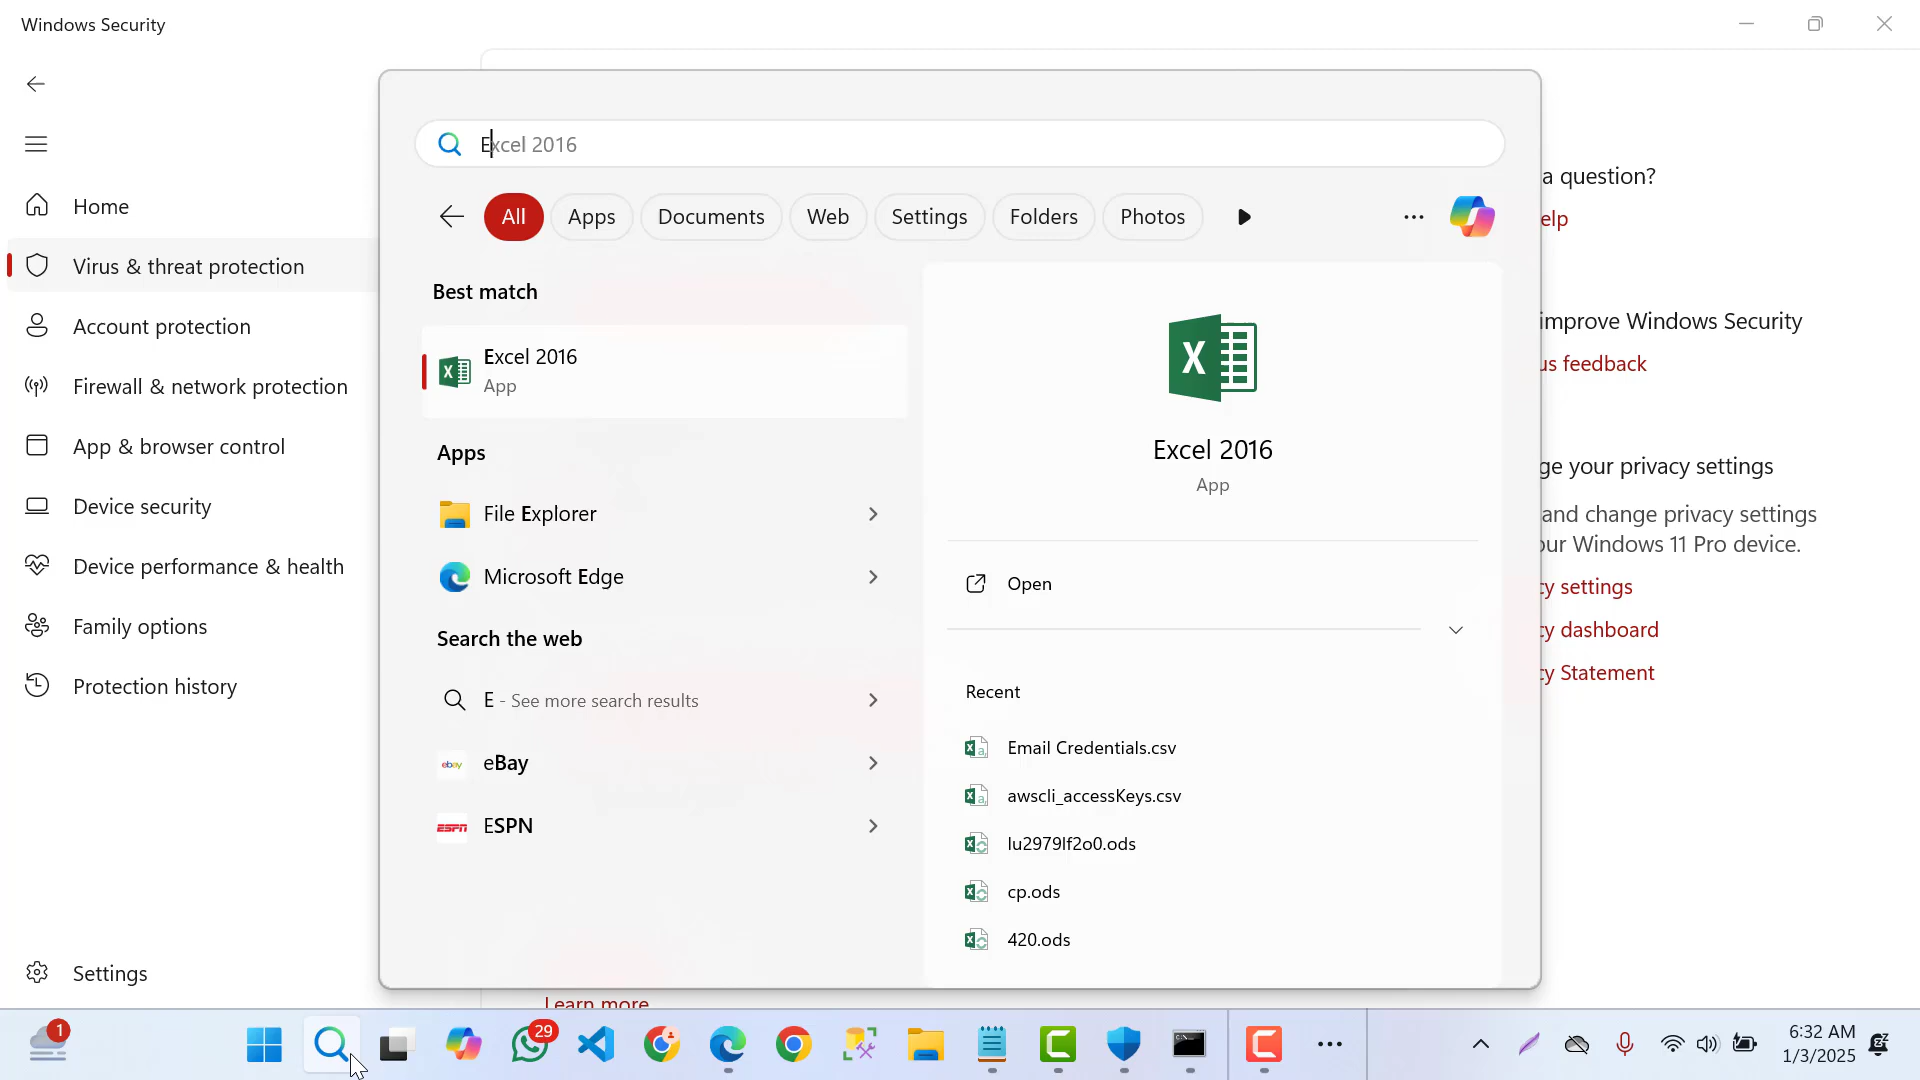 Windows Security
Home
Virus & threat protection
Account protection
Firewall & network protection
App & browser control
Device security
Device performance & health
Family options
Protection history
Settings
Excel 2016
All
Apps
Documents
Web
Settings
Folders
Photos
Best match
Excel 2016
App
Apps
File Explorer
Microsoft Edge
Search the web
E - See more search results
ebay
eBay
ESPN
ESPN
X
Excel 2016
App
Open
Recent
Email Credentials.csv
awscli_accessKeys.csv
lu2979lf2o0.ods
cp.ods
420.ods
a question?
elp
improve Windows Security
us feedback
ge your privacy settings
and change privacy settings
our Windows 11 Pro device.
cy settings
cy dashboard
cy Statement
Learn more
1
29
6:32 AM
1/3/2025